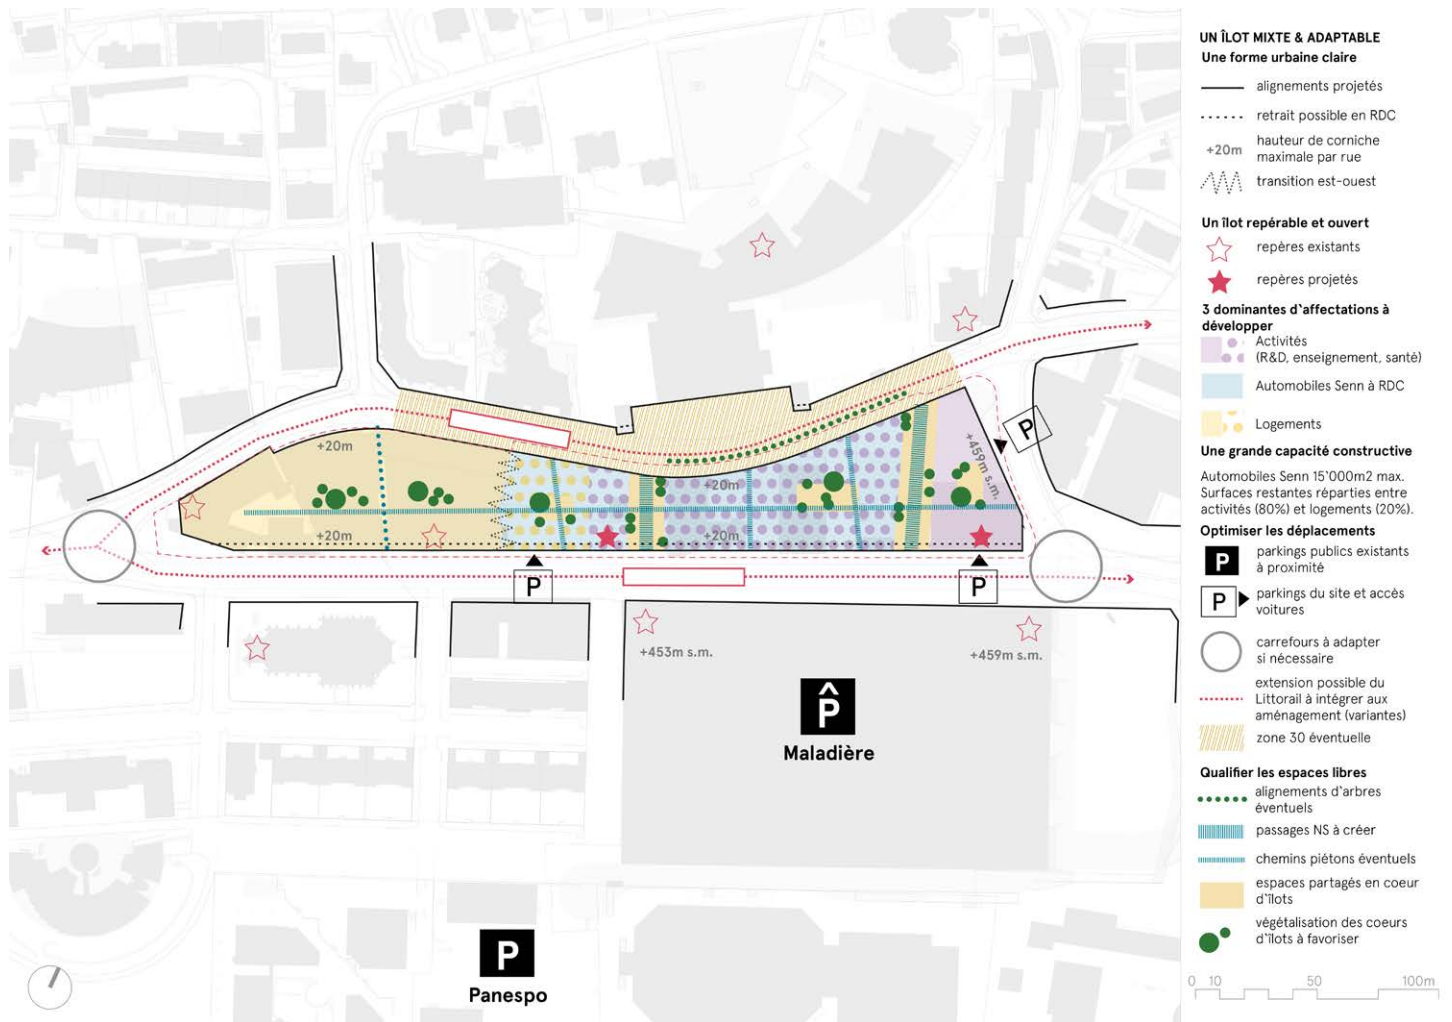 +20m
+20m
+20m
+20m
+459m s.m.
P
P
P
+453m s.m.
+459m s.m.
P
Maladière
P
Panespo
UN ÎLOT MIXTE & ADAPTABLE
Une forme urbaine claire
alignements projetés
retrait possible en RDC
+20m
hauteur de corniche
maximale par rue
transition est-ouest
Un îlot repérable et ouvert
repères existants
repères projetés
3 dominantes d'affectations à
développer
Activités
(R&D, enseignement, santé)
Automobiles Senn à RDC
Logements
Une grande capacité constructive
Automobiles Senn 15'000m2 max.
Surfaces restantes réparties entre
activités (80%) et logements (20%).
Optimiser les déplacements
P
parkings publics existants
à proximité
P
parkings du site et accès
voitures
carrefours à adapter
si nécessaire
extension possible du
Littorail à intégrer aux
aménagement (variantes)
zone 30 éventuelle
Qualifier les espaces libres
alignements d'arbres
éventuels
passages NS à créer
chemins piétons éventuels
espaces partagés en coeur
d'îlots
végétalisation des coeurs
d'îlots à favoriser
0 10 50 100m